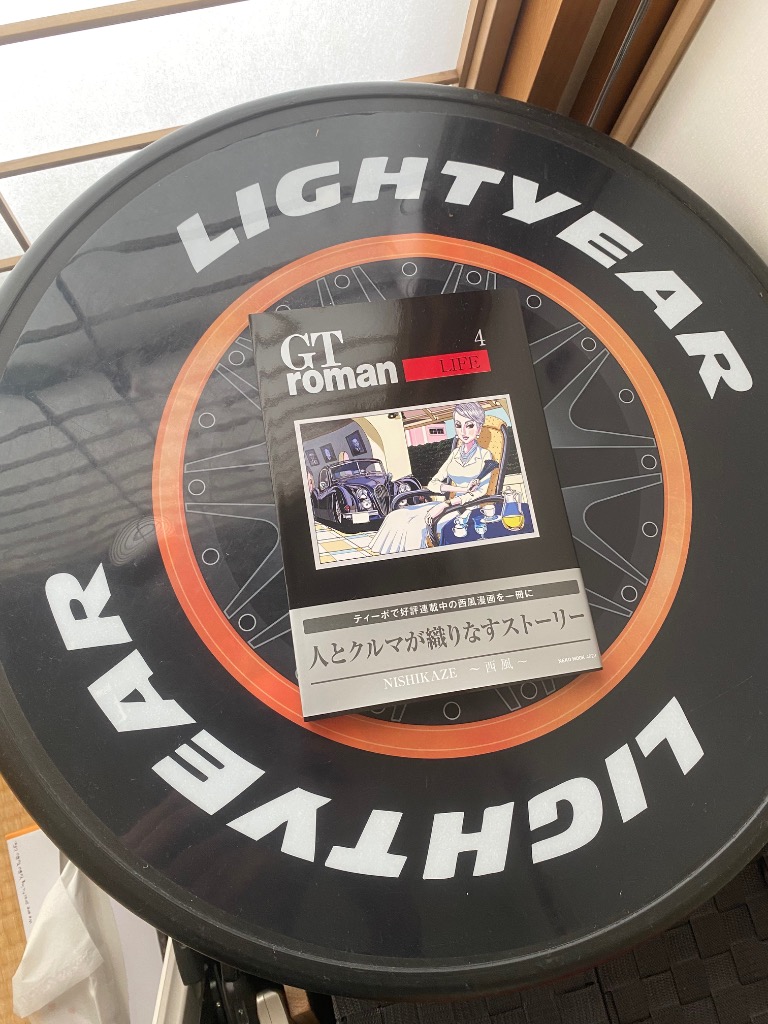 LIGHTYEAR
GT
roman
4
LIFE
ティーポで好評連載中の西風漫画を一冊に
人とクルマが織りなすストーリー
NISHIKAZE ～西風～
LIGHTYEAR